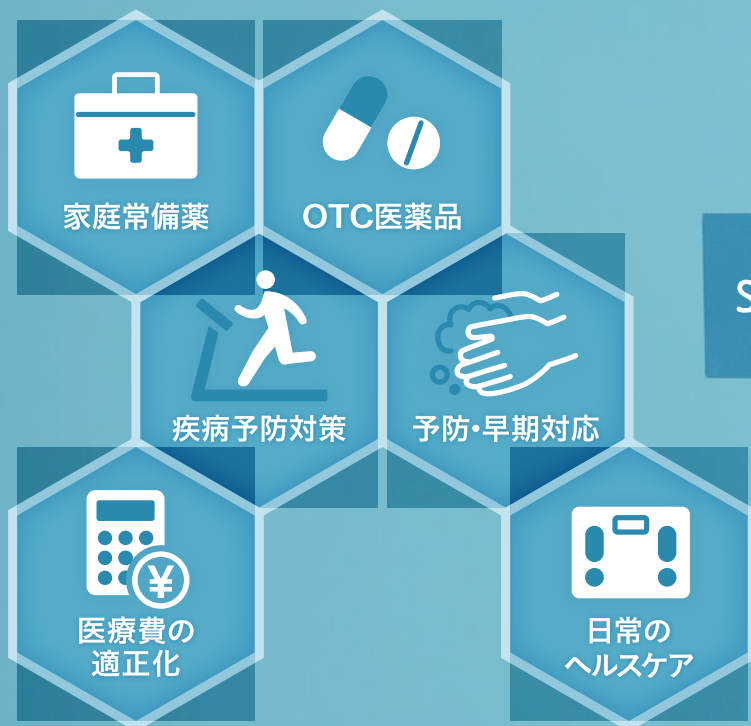 家庭常備薬
OTC医薬品
疾病予防対策
予防・早期対応
医療費の
適正化
¥
日常の
ヘルスケア